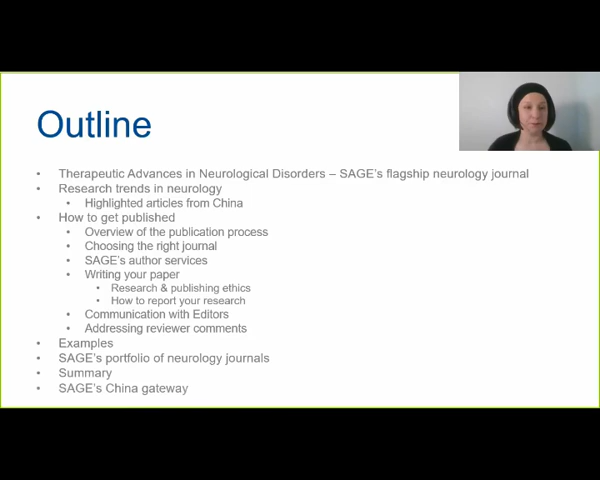 Outline
• Therapeutic Advances in Neurological Disorders – SAGE's flagship neurology journal
• Research trends in neurology
• Highlighted articles from China
• How to get published
• Overview of the publication process
• Choosing the right journal
• SAGE's author services
• Writing your paper
• Research & publishing ethics
• How to report your research
• Communication with Editors
• Addressing reviewer comments
• Examples
• SAGE's portfolio of neurology journals
• Summary
• SAGE's China gateway